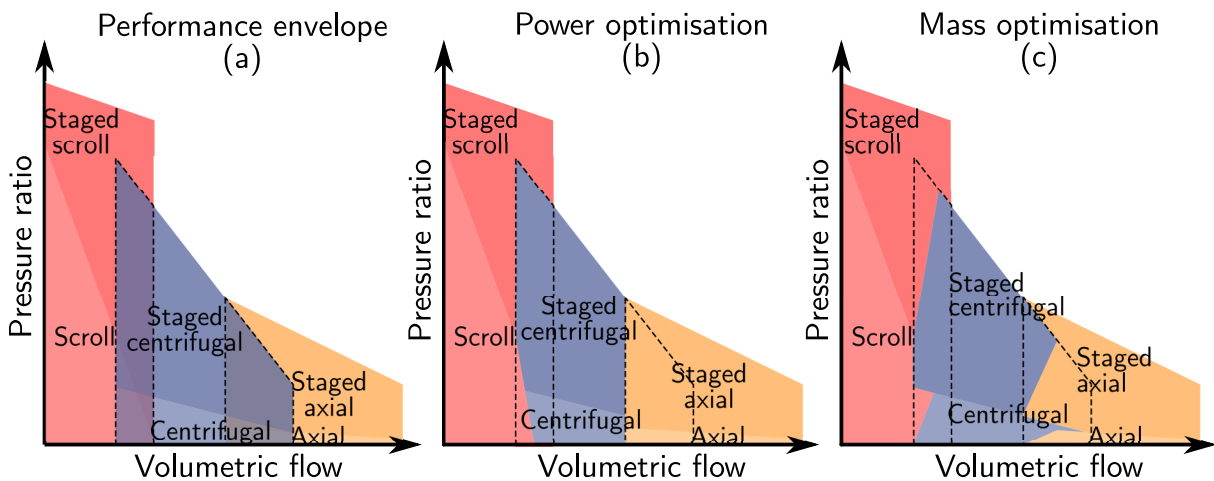 Performance envelope
(a)
Pressure ratio
Staged
scroll
Scroll
Staged
centrifugal
Centrifugal
Staged
axial
Axial
Volumetric flow
Power optimisation
(b)
Pressure ratio
Staged
scroll
Scroll
Staged
centrifugal
Centrifugal
Staged
axial
Axial
Volumetric flow
Mass optimisation
(c)
Pressure ratio
Staged
scroll
Scroll
Staged
centrifugal
Centrifugal
Staged
axial
Axial
Volumetric flow